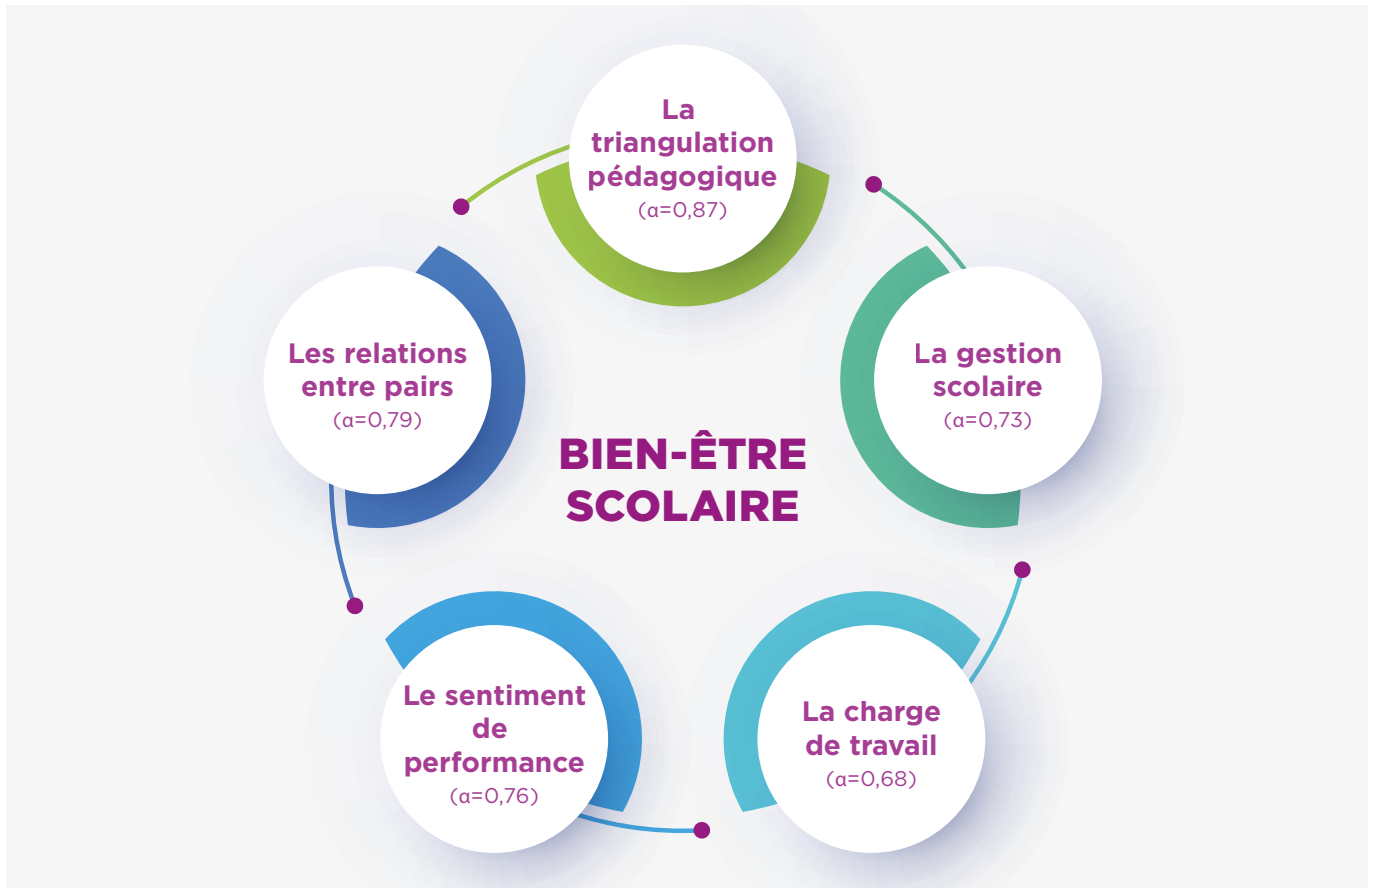 La
triangulation
pédagogique
(α=0,87)
Les relations
entre pairs
(α=0,79)
La gestion
scolaire
(α=0,73)
BIEN-ÊTRE
SCOLAIRE
Le sentiment
de
performance
(α=0,76)
La charge
de travail
(α=0,68)